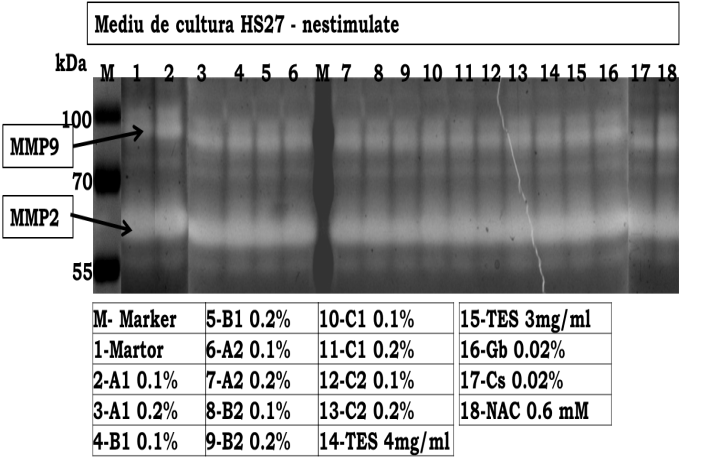 Mediu de cultura HS27 - nestimulate
kDa
M 1 2 3 4 5 6 M 7 8 9 10 11 12 13 14 15 16 17 18
100
MMP9
70
MMP2
55
M- Marker 5-B1 0.2% 10-C1 0.1% 15-TES 3mg/ml
1-Martor 6-A2 0.1% 11-C1 0.2% 16-Gb 0.02%
2-A1 0.1% 7-A2 0.2% 12-C2 0.1% 17-Cs 0.02%
3-A1 0.2% 8-B2 0.1% 13-C2 0.2% 18-NAC 0.6 mM
4-B1 0.1% 9-B2 0.2% 14-TES 4mg/ml